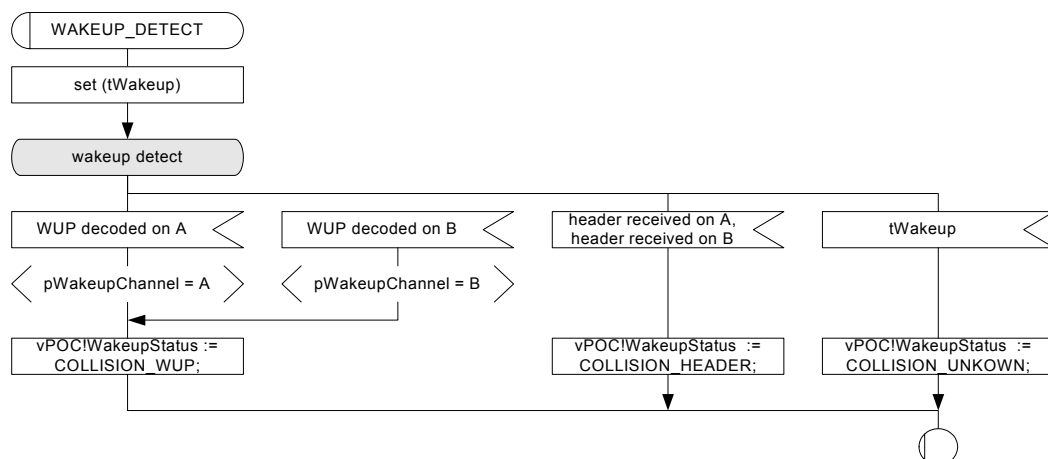 WAKEUP_DETECT
set (tWakeup)
wakeup detect
WUP decoded on A
WUP decoded on B
header received on A,
header received on B
tWakeup
pWakeupChannel = A
pWakeupChannel = B
vPOC!WakeupStatus :=
COLLISION_WUP;
vPOC!WakeupStatus :=
COLLISION_HEADER;
vPOC!WakeupStatus :=
COLLISION_UNKOWN;